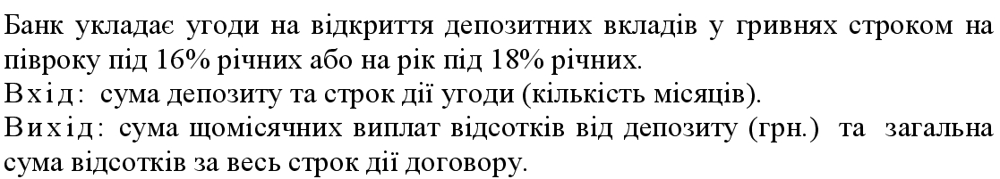 Банк укладає угоди на відкриття депозитних вкладів у гривнях строком на
півроку під 16% річних або на рік під 18% річних.
Вхід: сума депозиту та строк дії угоди (кількість місяців).
Вихід: сума щомісячних виплат відсотків від депозиту (грн.) та загальна
сума відсотків за весь строк дії договору.